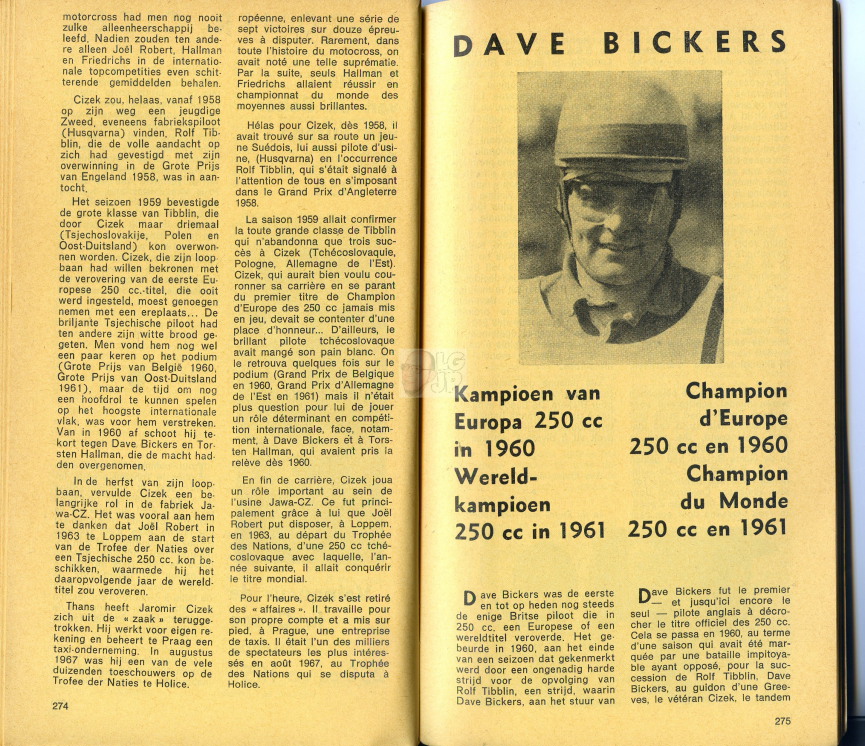 motorcross had men nog nooit
zulke alleenheerschappij be-
leefd. Nadien zouden ten ande-
re alleen Joël Robert, Hallman
en Friedrichs in de internatio-
nale topcompetities even schit-
terende gemiddelden behalen.
Cizek zou, helaas, vanaf 1958
op zijn weg een jeugdige
Zweed, eveneens fabriekspiloot
(Husqvarna) vinden. Rolf Tib-
blin, die de volle aandacht op
zich had gevestigd met zijn
overwinning in de Grote Prijs
van Engeland 1958, was in aan-
tocht.
Het seizoen 1959 bevestigde
de grote klasse van Tibblin, die
door Cizek maar driemaal
(Tsjechoslovakije, Polen en
Oost-Duitsland) kon overwon-
nen worden. Cizek, die zijn loop-
baan had willen bekronen met
de verovering van de eerste Eu-
ropese 250 cc.-titel, die ooit
werd ingesteld, moest genoegen
nemen met een ereplaats... De
briljante Tsjechische piloot had
ten andere zijn witte brood ge-
geten. Men vond hem nog wel
een paar keren op het podium
(Grote Prijs van België 1960,
Grote Prijs van Oost-Duitsland
1961), maar de tijd om nog
een hoofdrol te kunnen spelen
op het hoogste internationale
vlak, was voor hem verstreken.
Van in 1960 af schoot hij te-
kort tegen Dave Bickers en Tor-
sten Hallman, die de macht had-
den overgenomen.
In de herfst van zijn loop-
baan, vervulde Cizek een be-
langrijke rol in de fabriek Ja-
wa-CZ. Het was vooral aan hem
te danken dat Joël Robert in
1963 te Loppem aan de start
van de Trofee der Naties over
een Tsjechische 250 cc. kon be-
schikken, waarmede hij het
daaropvolgende jaar de wereld-
titel zou veroveren.
Thans heeft Jaromir Cizek
zich uit de « zaak » terugge-
trokken. Hij werkt voor eigen re-
kening en beheert te Praag een
taxi-onderneming. In augustus
1967 was hij een van de vele
duizenden toeschouwers op de
Trofee der Naties te Holice.
274
ropéenne, enlevant une série de
sept victoires sur douze épreu-
ves à disputer. Rarement, dans
toute l'histoire du motocross, on
avait noté une telle suprématie.
Par la suite, seuls Hallman et
Friedrichs allaient réussir en
championnat du monde des
moyennes aussi brillantes.
Hélas pour Cizek, dès 1958, il
avait trouvé sur sa route un jeu-
ne Suédois, lui aussi pilote d'usi-
ne, (Husqvarna) en l'occurrence
Rolf Tibblin, qui s'était signalé à
l'attention de tous en s'imposant
dans le Grand Prix d'Angleterre
1958.
La saison 1959 allait confirmer
la toute grande classe de Tibblin
qui n'abandonna que trois suc-
cès à Cizek (Tchécoslovaquie,
Pologne, Allemagne de l'Est).
Cizek, qui aurait bien voulu cou-
ronner sa carrière en se parant
du premier titre de Champion
d'Europe des 250 cc jamais mis
en jeu, devait se contenter d'une
place d'honneur... D'ailleurs, le
brillant pilote tchécoslovaque
avait mangé son pain blanc. On
le retrouva quelques fois sur le
podium (Grand Prix de Belgique
en 1960, Grand Prix d'Allemagne
de l'Est en 1961) mais il n'était
plus question pour lui de jouer
un rôle déterminant en compéti-
tion internationale, face, notam-
ment, à Dave Bickers et à Tors-
ten Hallman, qui avaient pris la
relève dès 1960.
En fin de carrière, Cizek joua
un rôle important au sein de
l'usine Jawa-CZ. Ce fut princi-
palement grâce à lui que Joël
Robert put disposer, à Loppem,
en 1963, au départ du Trophée
des Nations, d'une 250 cc tché-
coslovaque avec laquelle, l'an-
née suivante, il allait conquérir
le titre mondial.
Pour l'heure, Cizek s'est retiré
des « affaires ». Il travaille pour
son propre compte et a mis sur
pied, à Prague, une entreprise
de taxis. Il était l'un des milliers
de spectateurs les plus intéres-
sés en août 1967, au Trophée
des Nations qui se disputa à
Holice.
DAVE BICKERS
Kampioen van
Europa 250 cc
in 1960
Wereld-
kampioen
250 cc in 1961
Champion
d'Europe
250 cc en 1960
Champion
du Monde
250 cc en 1961
Dave Bickers was de eerste
en tot op heden nog steeds
de enige Britse piloot die in
250 cc. een Europese of een
wereldtitel veroverde. Het ge-
beurde in 1960, aan het einde
van een seizoen dat gekenmerkt
werd door een ongenadig harde
strijd voor de opvolging van
Rolf Tibblin, een strijd, waarin
Dave Bickers, aan het stuur van
Dave Bickers fut le premier
— et jusqu'ici encore le
seul — pilote anglais à décro-
cher le titre officiel des 250 cc.
Cela se passa en 1960, au terme
d'une saison qui avait été mar-
quée par une bataille impitoya-
ble ayant opposé, pour la suc-
cession de Rolf Tibblin, Dave
Bickers, au guidon d'une Gree-
ves, le vétéran Cizek, le tandem
275
LG
JP